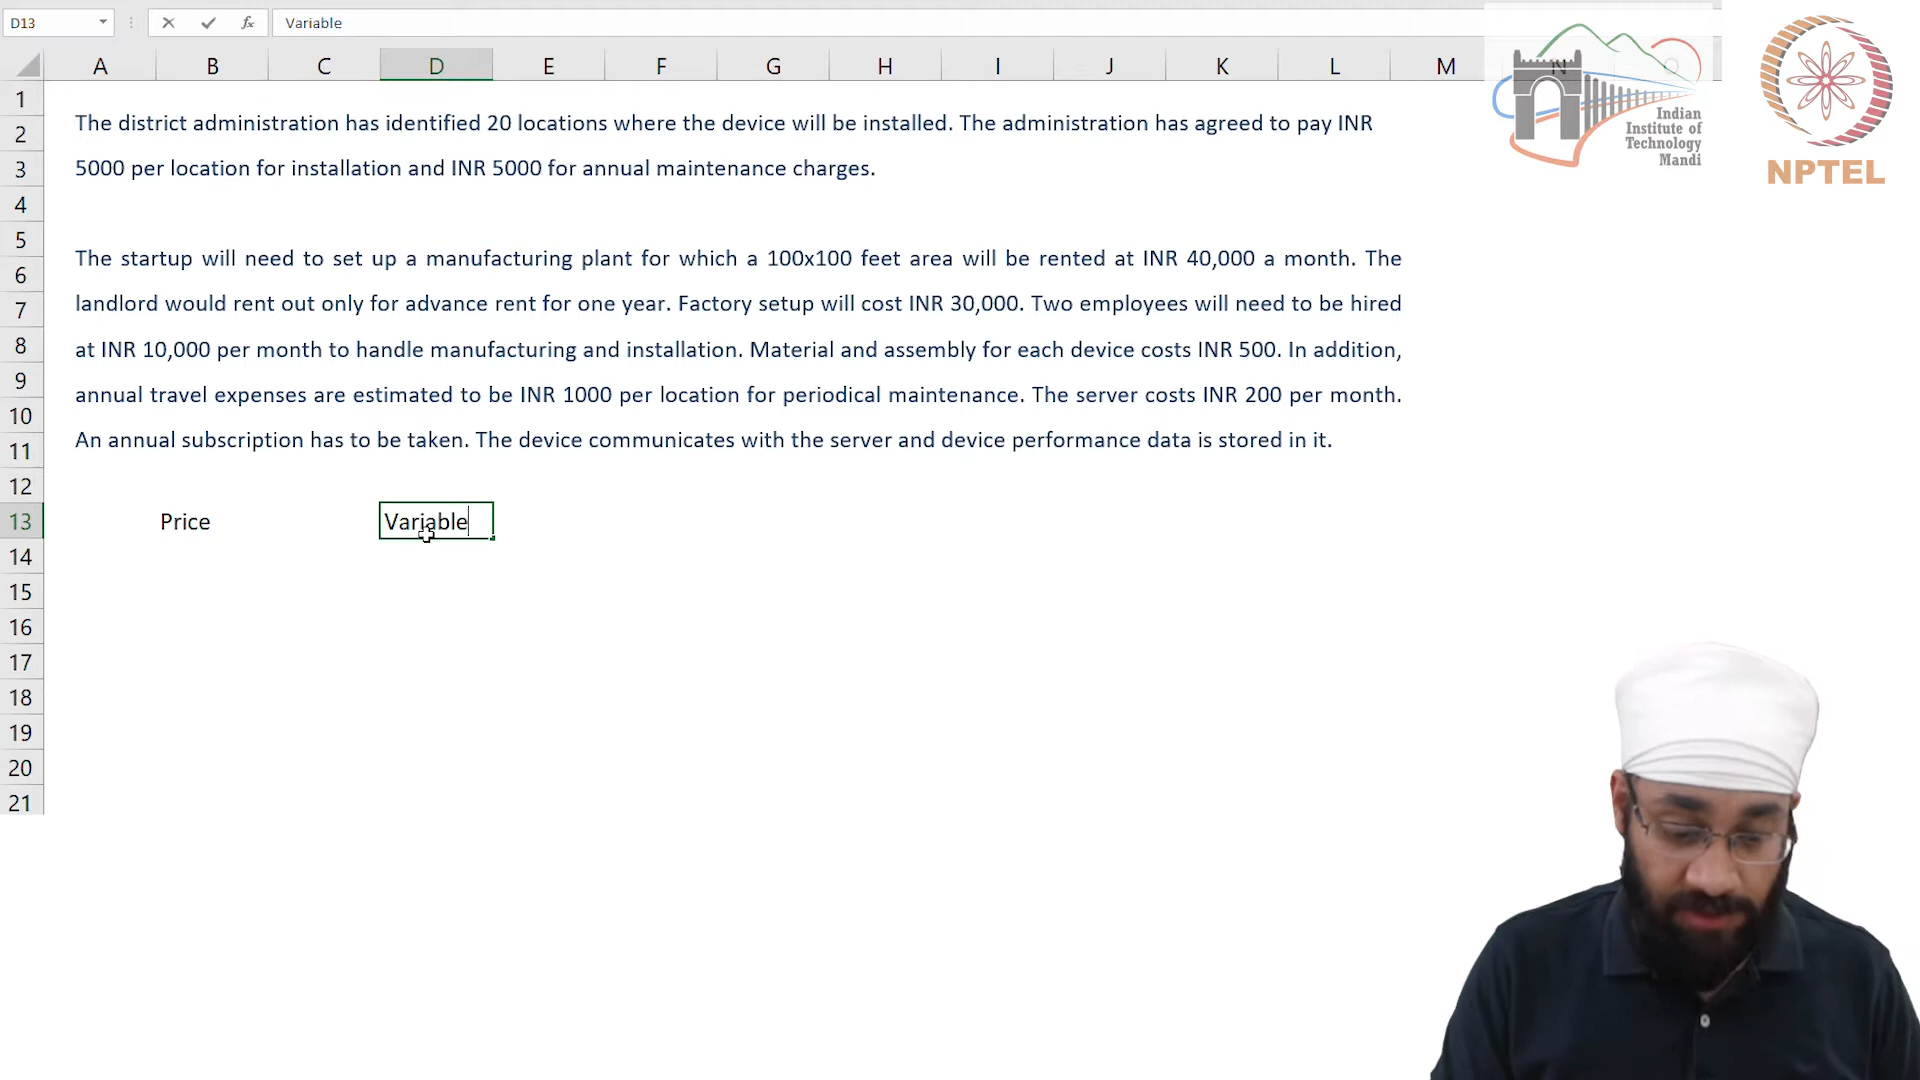 D13
fx
Variable
A B C D E F G H I J K L M N O
1
2
3
4
5
6
7
8
9
10
11
12
13
14
15
16
17
18
19
20
21
The district administration has identified 20 locations where the device will be installed. The administration has agreed to pay INR
5000 per location for installation and INR 5000 for annual maintenance charges.
The startup will need to set up a manufacturing plant for which a 100x100 feet area will be rented at INR 40,000 a month. The
landlord would rent out only for advance rent for one year. Factory setup will cost INR 30,000. Two employees will need to be hired
at INR 10,000 per month to handle manufacturing and installation. Material and assembly for each device costs INR 500. In addition,
annual travel expenses are estimated to be INR 1000 per location for periodical maintenance. The server costs INR 200 per month.
An annual subscription has to be taken. The device communicates with the server and device performance data is stored in it.
Price Variable
Indian
Institute of
Technology
Mandi
NPTEL